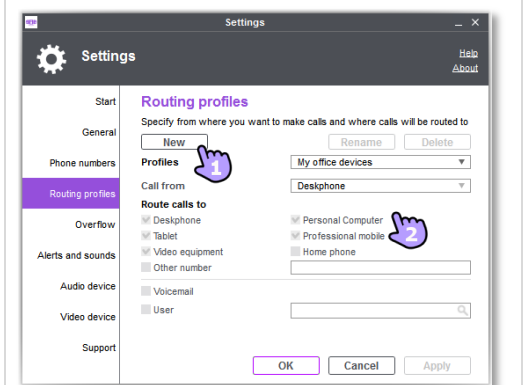 Settings
Settings
Help
About
Start
General
Phone numbers
Routing profiles
Overflow
Alerts and sounds
Audio device
Video device
Support
Routing profiles
Specify from where you want to make calls and where calls will be routed to
New
Rename
Delete
1
Profiles
My office devices
Call from
Deskphone
Route calls to
Deskphone
Personal Computer
Tablet
Professional mobile
2
Video equipment
Home phone
Other number
Voicemail
User
OK
Cancel
Apply